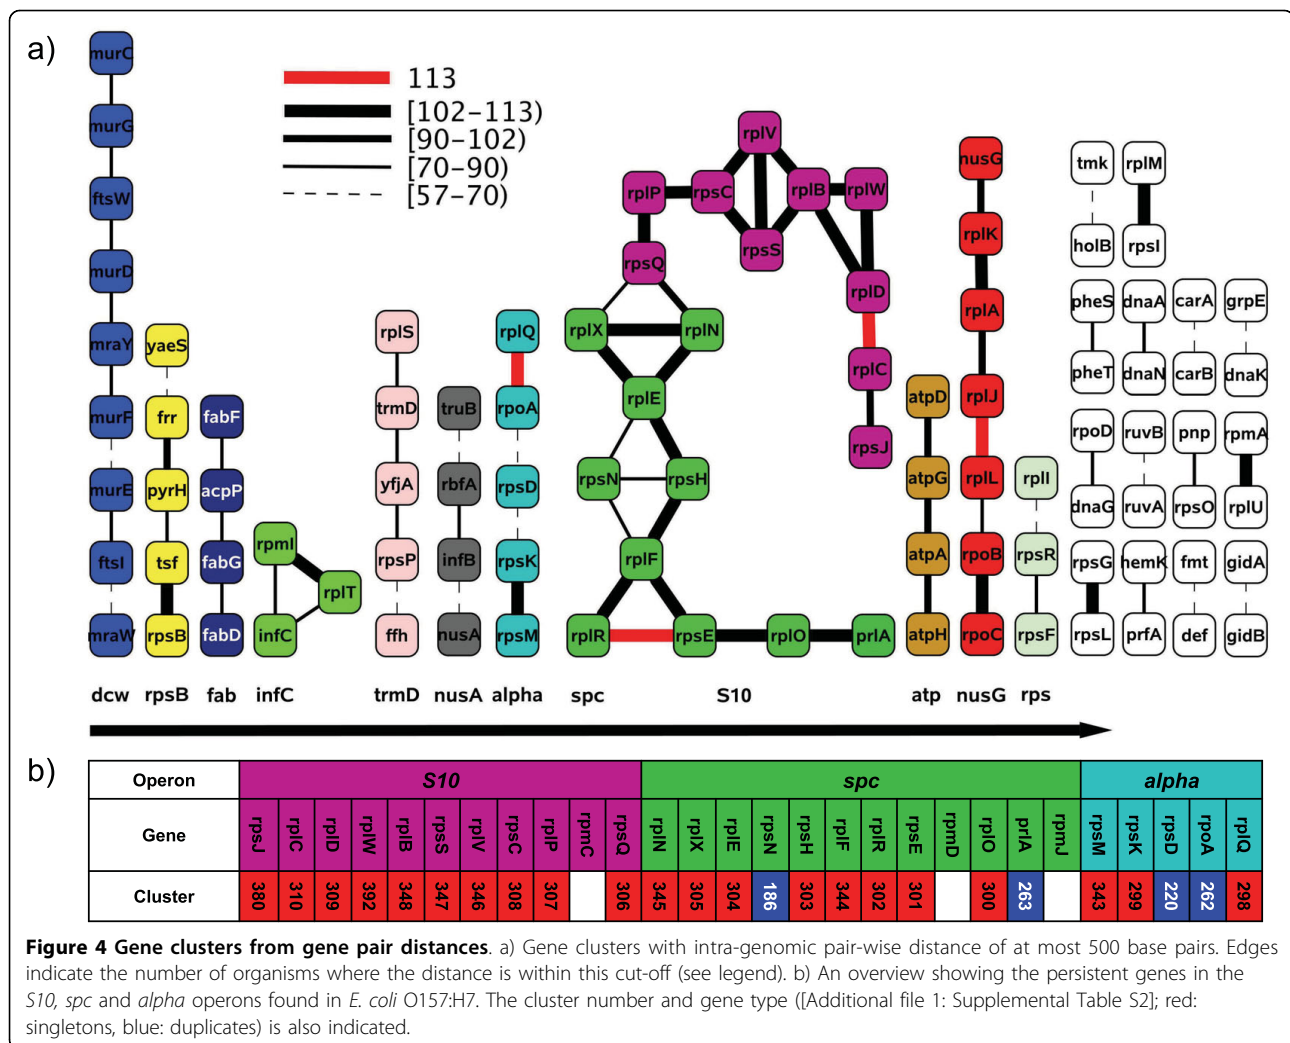 a)
113
[102–113)
[90–102)
[70–90)
[57–70)
murC
murG
ftsW
murD
mraY
murF
murE
ftsI
mraW
yaeS
frr
pyrH
tsf
rpsB
fabF
acpP
fabG
fabD
rpmI
rplT
infC
rplS
trmD
yfjA
rpsP
ffh
truB
rbfA
infB
nusA
rplQ
rpoA
rpsD
rpsK
rpsM
rplV
rplP
rpsC
rplB
rplW
rpsS
rpsQ
rplD
rplX
rplN
rplC
rplE
rpsJ
rpsN
rpsH
rplF
rplR
rpsE
rplO
prlA
atpD
atpG
atpA
atpH
nusG
rplK
rplA
rplJ
rplL
rpoB
rpoC
rplI
rpsR
rpsF
tmk
rplM
holB
rpsI
pheS
dnaA
carA
grpE
pheT
dnaN
carB
dnaK
rpoD
ruvB
pnp
rpmA
dnaG
ruvA
rpsO
rplU
rpsG
hemK
fmt
gidA
rpsL
prfA
def
gidB
dcw rpsB fab infC trmD nusA alpha spc S10 atp nusG rps
b)
Operon S10 spc alpha
Gene rpsJ rplC rplD rplW rplB rpsS rplV rpsC rplP rpmC rpsQ rplN rplX rplE rpsN rpsH rplF rplR rpsE rpmD rplO prlA rpmJ rpsM rpsK rpsD rpoA rplQ
Cluster 380 310 309 392 348 347 346 308 307 306 345 305 304 186 303 344 302 301 300 263 343 299 220 262 298
Figure 4 Gene clusters from gene pair distances. a) Gene clusters with intra-genomic pair-wise distance of at most 500 base pairs. Edges
indicate the number of organisms where the distance is within this cut-off (see legend). b) An overview showing the persistent genes in the
S10, spc and alpha operons found in E. coli O157:H7. The cluster number and gene type ([Additional file 1: Supplemental Table S2]; red:
singletons, blue: duplicates) is also indicated.